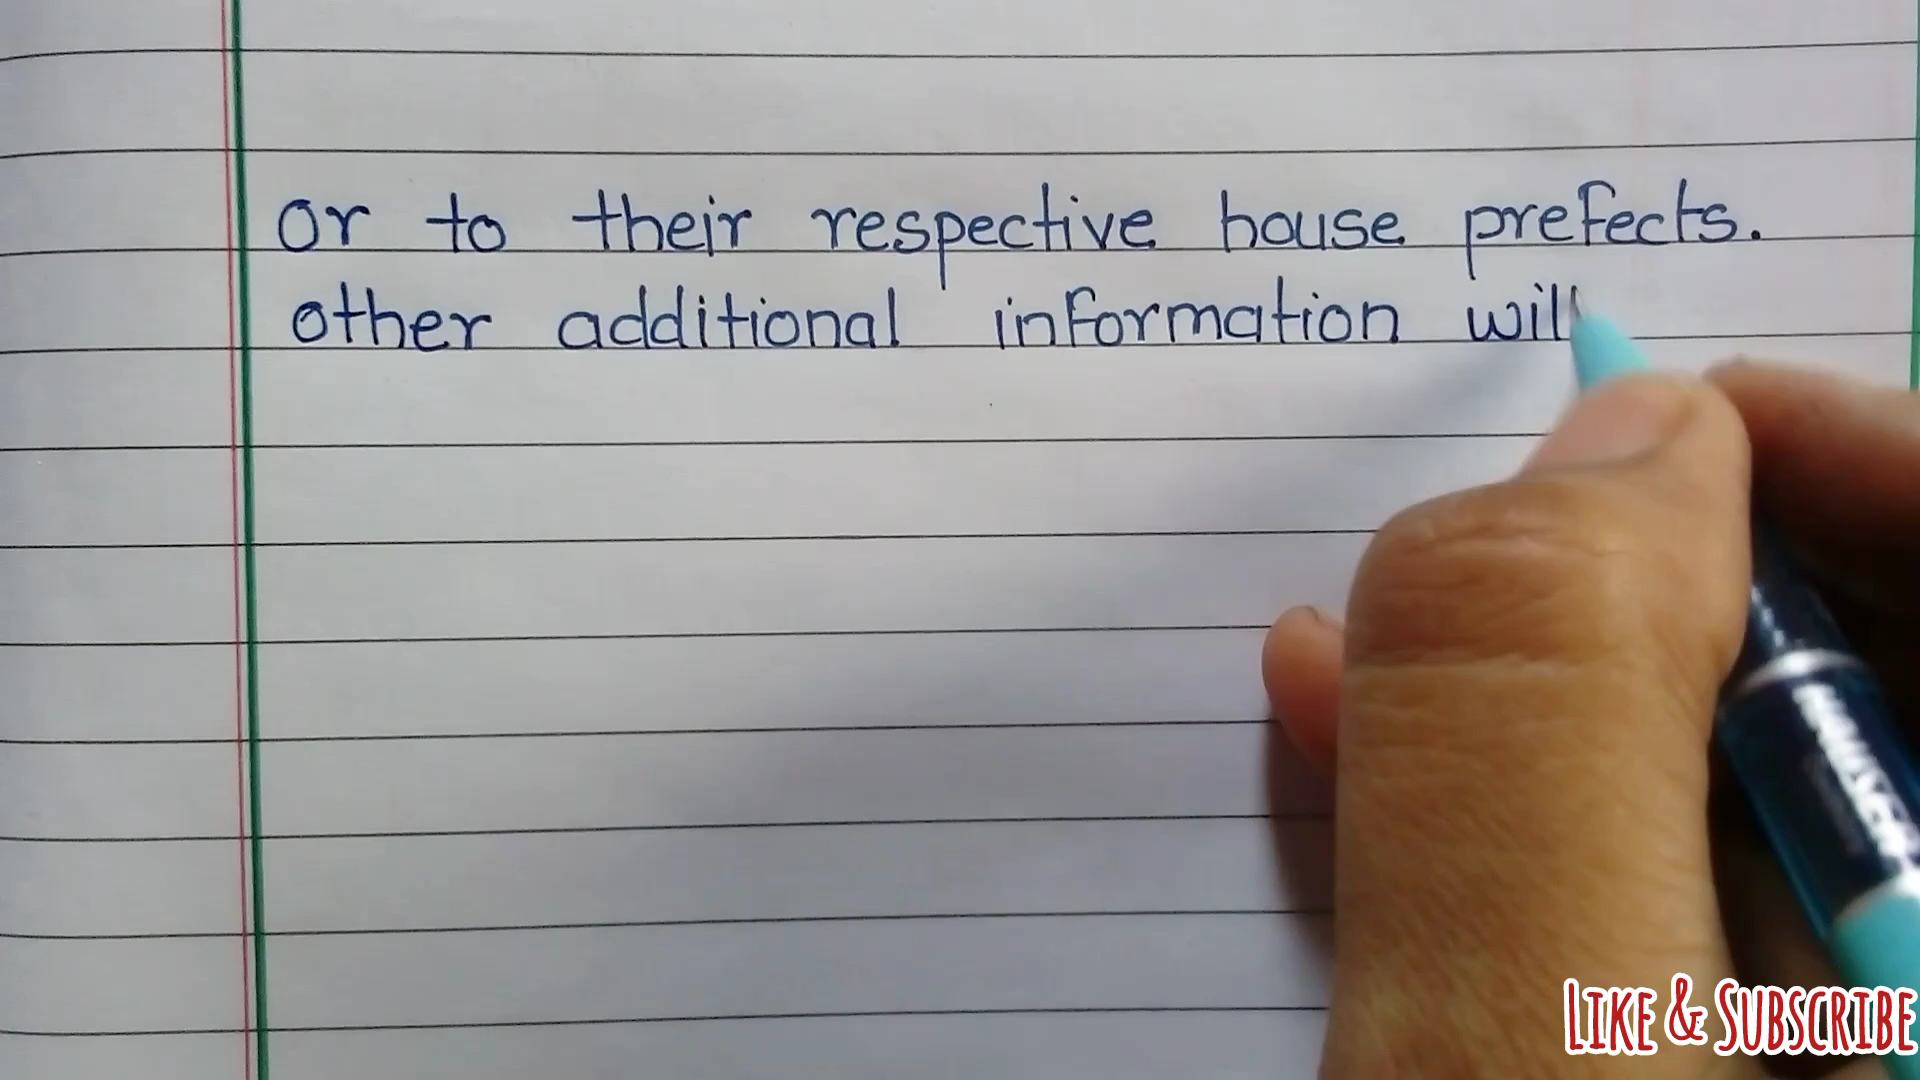 or to their respective house prefects.
other additional information will
LIKE & SUBSCRIBE